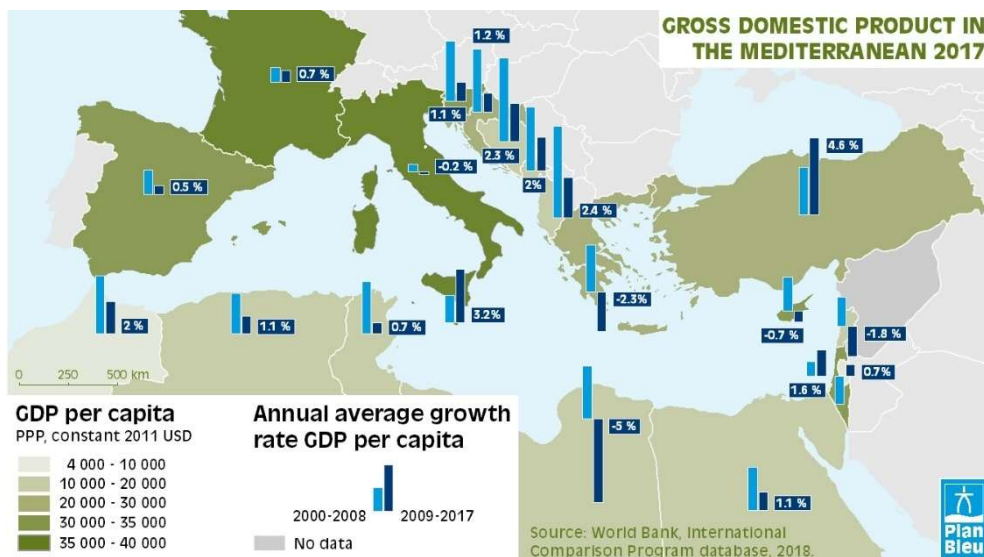 GROSS DOMESTIC PRODUCT IN
THE MEDITERRANEAN 2017
1.2 %
0.7 %
1.1 %
4.6 %
2.3 %
-0.2 %
0.5 %
2%
2.4 %
2 %
1.1 %
0.7 %
3.2%
-2.3%
-0.7 %
-1.8 %
0.7%
1.6 %
-5 %
1.1 %
0 250 500 km
GDP per capita
PPP, constant 2011 USD
4 000 - 10 000
10 000 - 20 000
20 000 - 30 000
30 000 - 35 000
35 000 - 40 000
Annual average growth
rate GDP per capita
2000-2008 2009-2017
No data
Source: World Bank, International
Comparison Program database, 2018.
Plan
Bleu